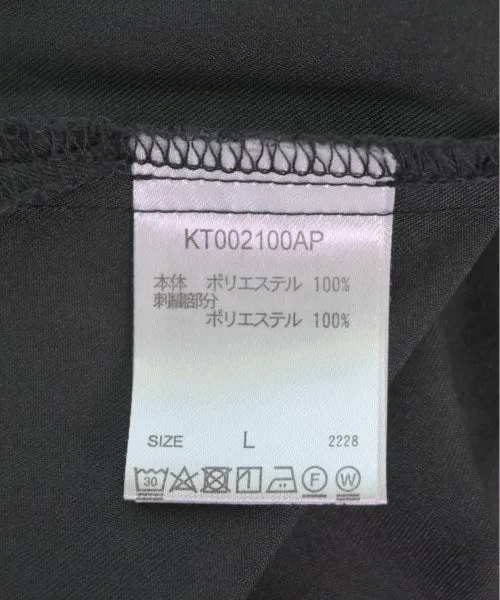 KT002100AP
本体 ポリエステル 100%
刺繍部分
ポリエステル 100%
SIZE L 2228
30 F W